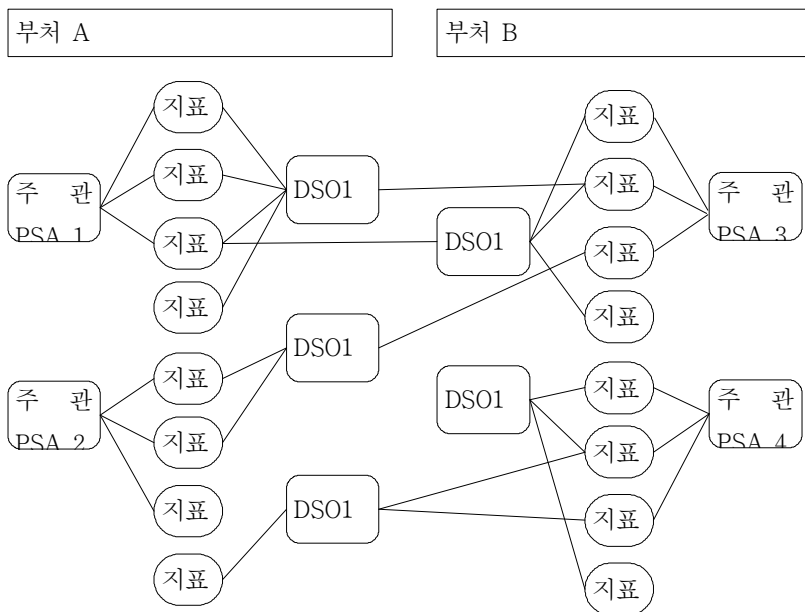 부처 A
부처 B
지표
지표
지표
지표
주 관
PSA 1
DSO1
DSO1
지표
지표
지표
지표
주 관
PSA 3
지표
지표
지표
지표
주 관
PSA 2
DSO1
DSO1
DSO1
지표
지표
지표
지표
주 관
PSA 4